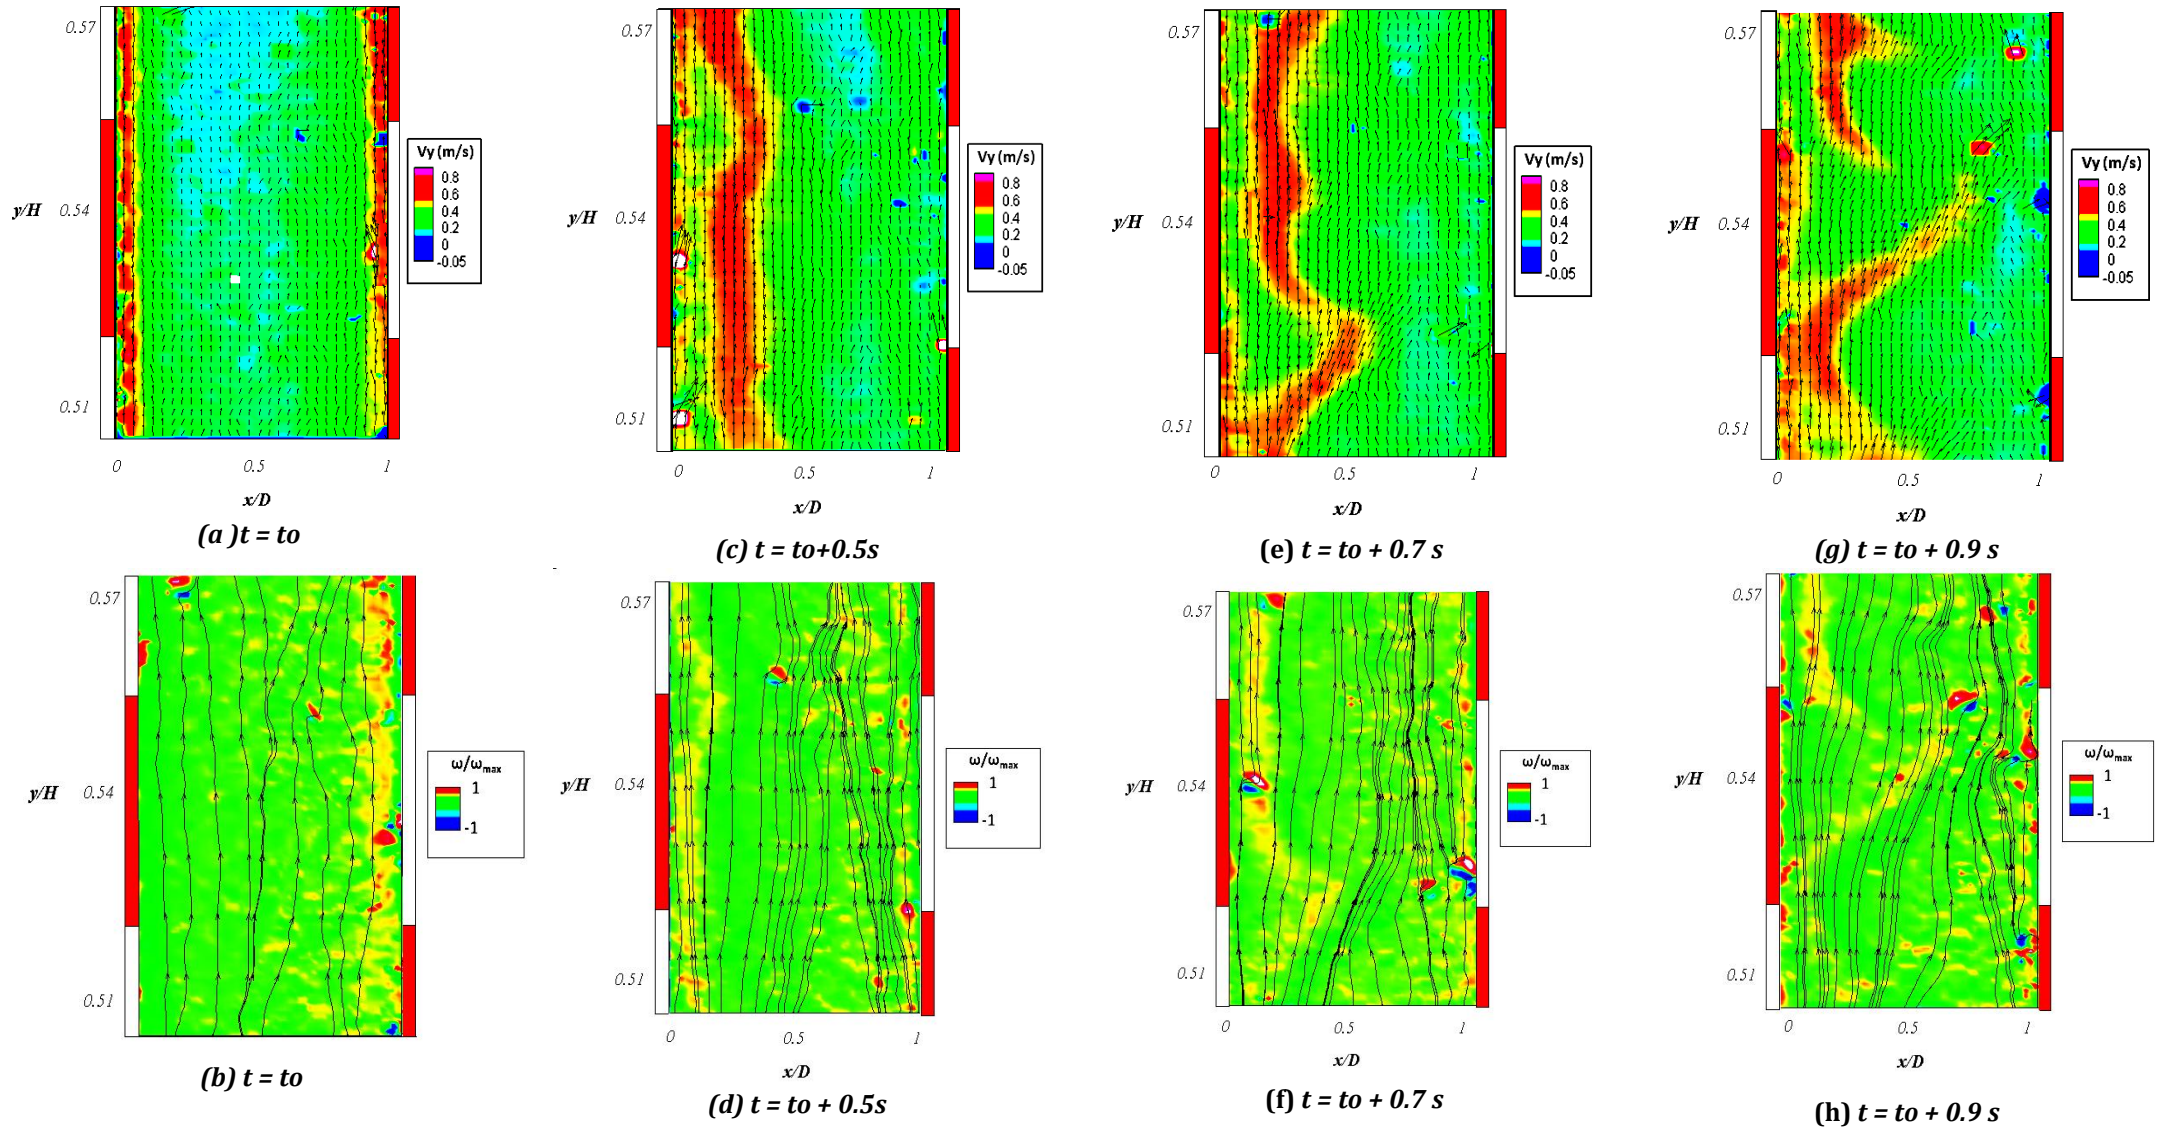 0.57
y/H 0.54
0.51
0 0.5 1
x/D
Vy (m/s)
0.8
0.6
0.4
0.2
0
-0.05
(a )t = to
0.57
y/H 0.54
0.51
0 0.5 1
x/D
Vy (m/s)
0.8
0.6
0.4
0.2
0
-0.05
(c) t = to+0.5s
0.57
y/H 0.54
0.51
0 0.5 1
x/D
Vy (m/s)
0.8
0.6
0.4
0.2
0
-0.05
(e) t = to + 0.7 s
0.57
y/H 0.54
0.51
0 0.5 1
x/D
Vy (m/s)
0.8
0.6
0.4
0.2
0
-0.05
(g) t = to + 0.9 s
0.57
y/H 0.54
0.51
ω/ωmax
1
-1
(b) t = to
0.57
y/H 0.54
0.51
0 0.5 1
x/D
ω/ωmax
1
-1
(d) t = to + 0.5s
0.57
y/H 0.54
0.51
0 0.5 1
x/D
ω/ωmax
1
-1
(f) t = to + 0.7 s
0.57
y/H 0.54
0.51
0 0.5 1
x/D
ω/ωmax
1
-1
(h) t = to + 0.9 s